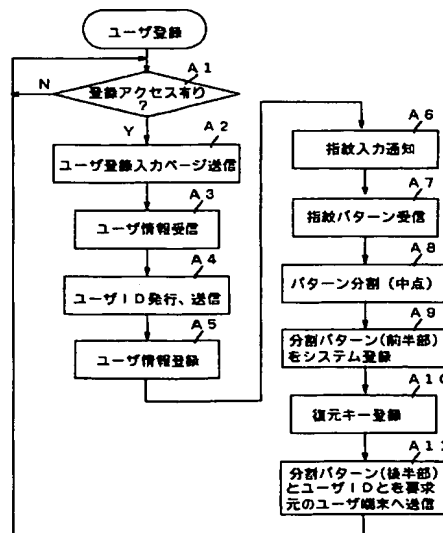 ユーザ登録
A1
N
登録アクセス有り
?
Y
A2
ユーザ登録入力ページ送信
A3
ユーザ情報受信
A4
ユーザID発行、送信
A5
ユーザ情報登録
A6
指紋入力通知
A7
指紋パターン受信
A8
パターン分割(中点)
A9
分割パターン(前半部)
をシステム登録
A10
復元キー登録
A11
分割パターン(後半部)
とユーザIDとを要求
元のユーザ端末へ送信